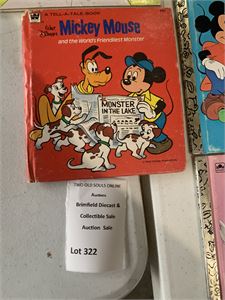 A TELL-A-TALE BOOK
Walt Disney's
Mickey Mouse
and the World's Friendliest Monster
MONSTER
IN THE LAKE
TWO OLD SOULS ONLINE
Auctions
Brimfield Diecast &
Collectible Sale
Auction Sale
Lot 322